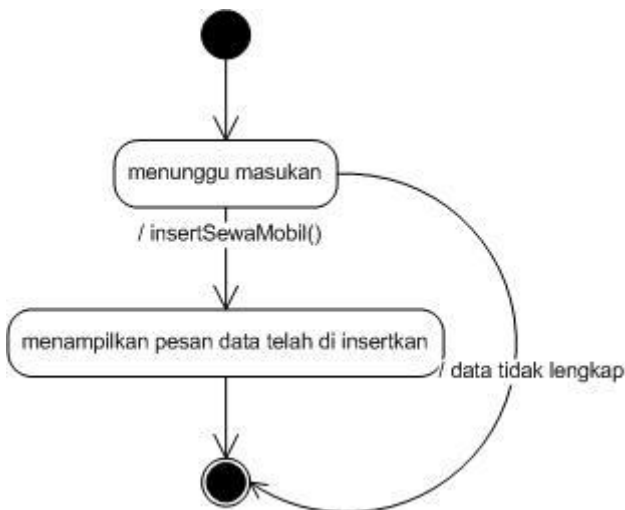 menunggu masukan
/ insertSewaMobil()
menampilkan pesan data telah di insertkan
/ data tidak lengkap